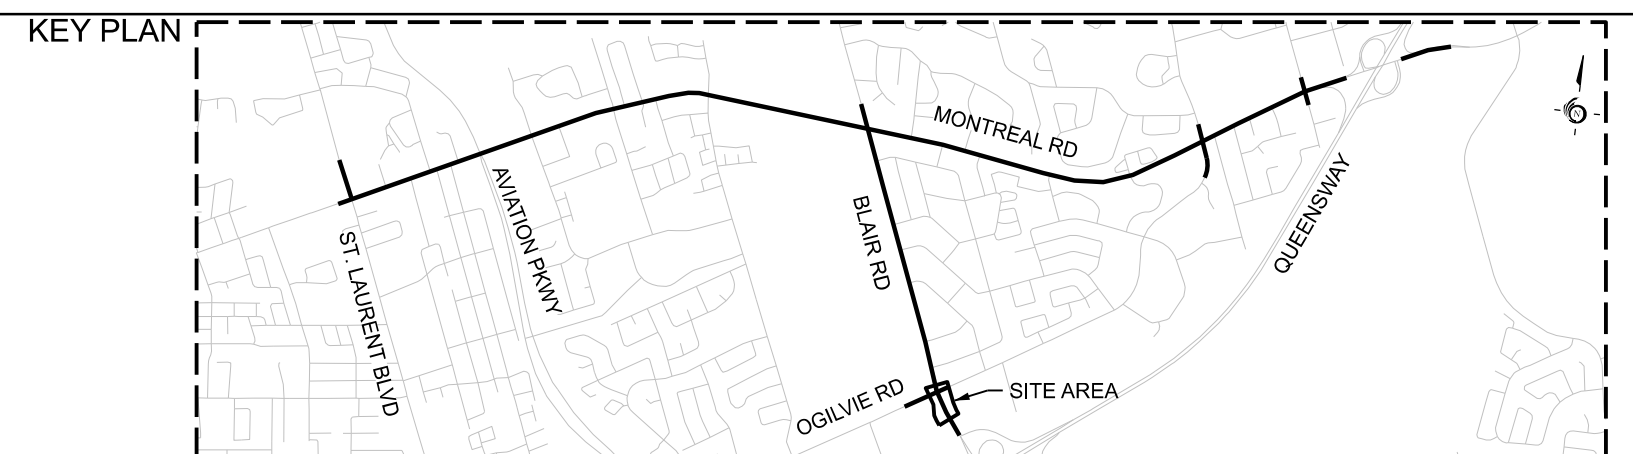 KEY PLAN
MONTREAL RD
N
AVIATION PKWY
QUEENSWAY
BLAIR RD
ST. LAURENT BLVD
OGILVIE RD
SITE AREA